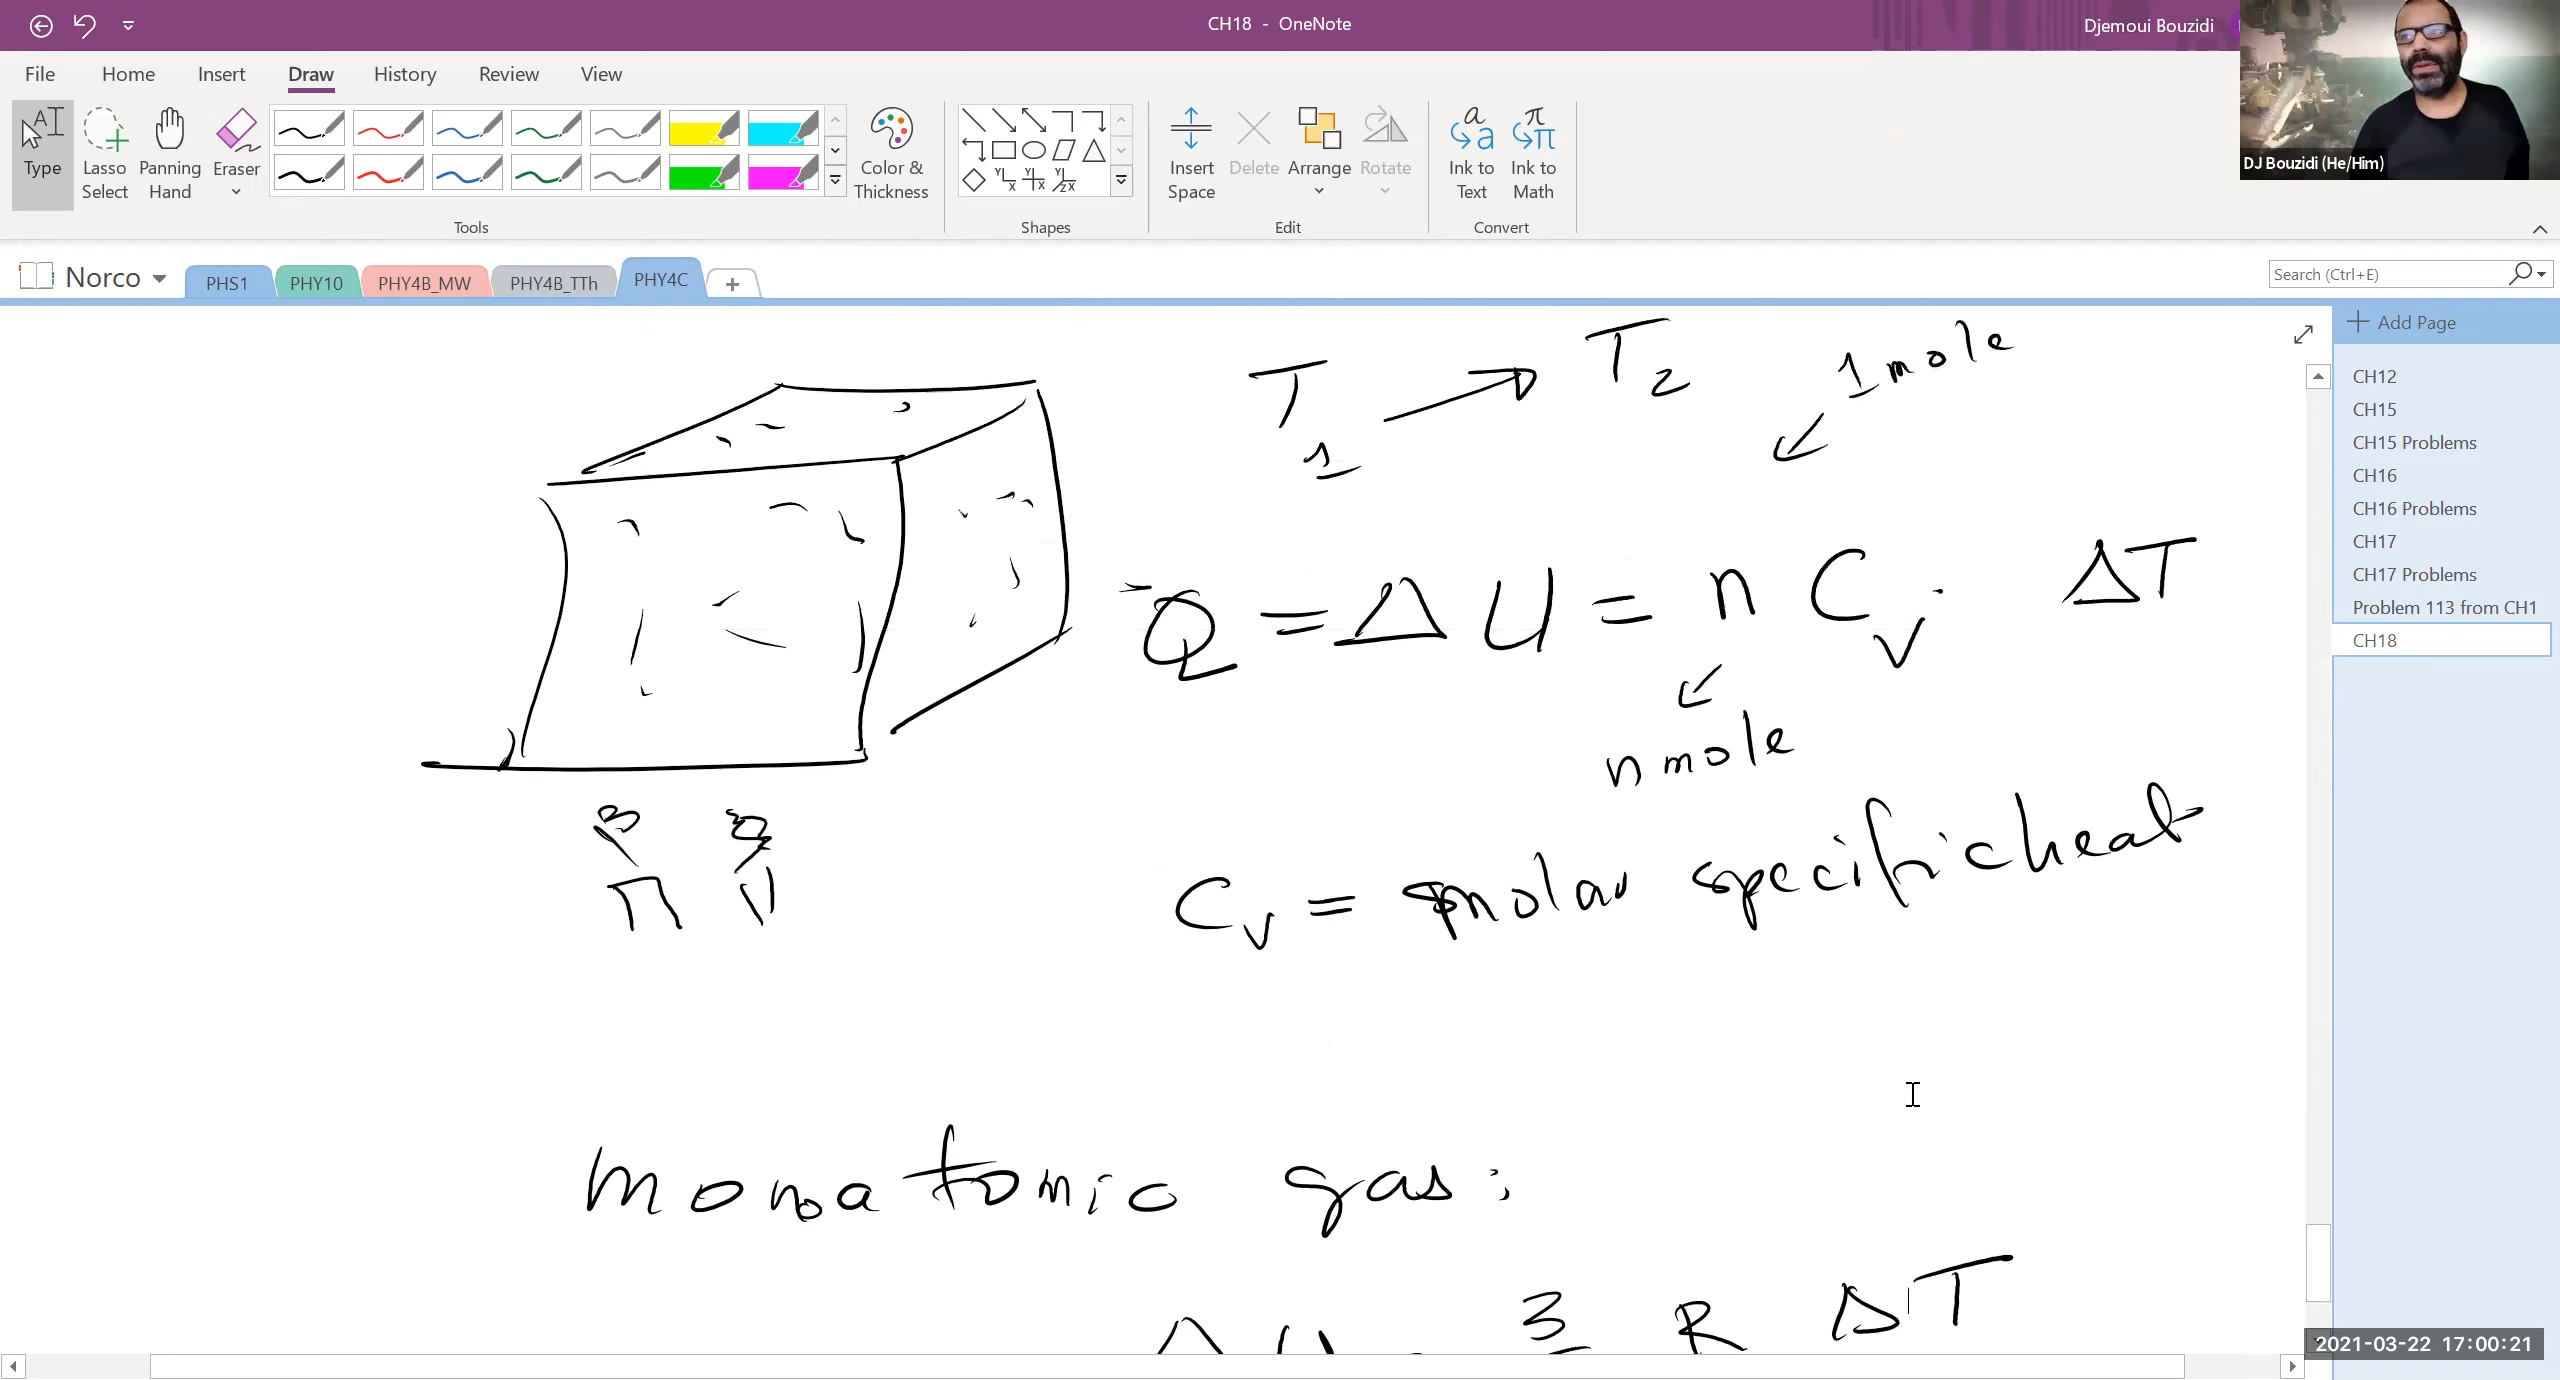 CH18 - OneNote
Djemoui Bouzidi
File Home Insert Draw History Review View
Type
Lasso Select
Panning Hand
Eraser
Color & Thickness
Insert Space
Delete
Arrange
Rotate
Ink to Text
Ink to Math
Tools
Shapes
Edit
Convert
DJ Bouzidi (He/Him)
Norco
PHS1 PHY10 PHY4B_MW PHY4B_TTh PHY4C +
Search (Ctrl+E)
Add Page
CH12
CH15
CH15 Problems
CH16
CH16 Problems
CH17
CH17 Problems
Problem 113 from CH1
CH18
T1 → T2
1 mole
Q = ΔU = n Cv. ΔT
n mole
Cv = molar specific heat
monoatomic gas:
ΔU = 3 R ΔT
2021-03-22 17:00:21